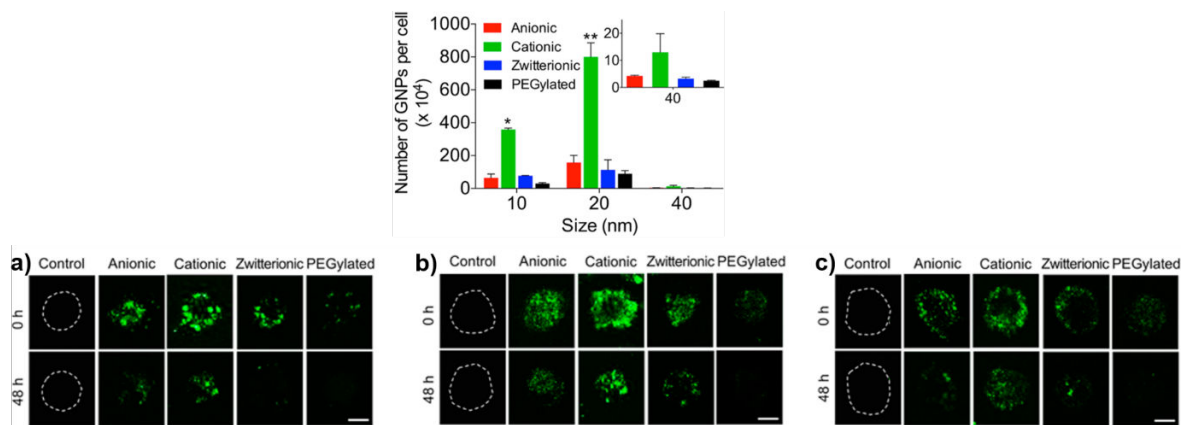 Number of GNPs per cell
(x 10⁴)
1000
800
600
400
200
0
Anionic
Cationic
Zwitterionic
PEGylated
*
**
20
10
0
40
10 20 40
Size (nm)
a) Control Anionic Cationic Zwitterionic PEGylated
0 h
48 h
b) Control Anionic Cationic Zwitterionic PEGylated
0 h
48 h
c) Control Anionic Cationic Zwitterionic PEGylated
0 h
48 h